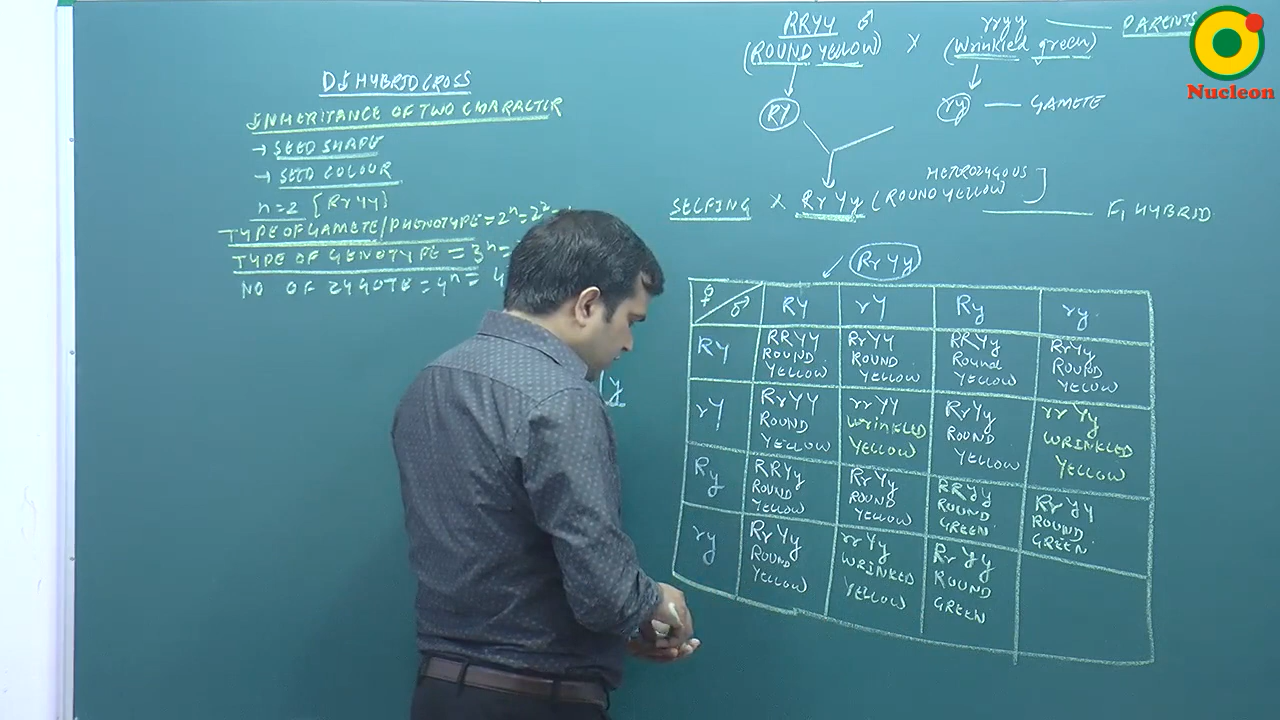 DIHYBRID CROSS
INHERITANCE OF TWO CHARACTER
→ SEED SHAPE
→ SEED COLOUR
n=2 [RrYy]
TYPE OF GAMETE/PHENOTYPE = 2ⁿ = 2²
TYPE OF GENOTYPE = 3ⁿ =
NO OF ZYGOTE = 4ⁿ = 4
y
RRYY ♂ × rryy PARENTS
(ROUND YELLOW) (Wrinkled green)
RY ry — GAMETE
HETEROZYGOUS
SELFING × RrYy (ROUND YELLOW F₁ HYBRID
RrYy
♀ ♂ RY rY Ry ry
RY RRYY RrYY RRYy RrYy
ROUND ROUND Round ROUND
YELLOW YELLOW YELLOW YELLOW
rY RrYY rrYY RrYy rrYy
ROUND Wrinkled ROUND WRINKLED
YELLOW YELLOW YELLOW YELLOW
Ry RRYy RrYy RRyy Rryy
ROUND ROUND ROUND ROUND
YELLOW YELLOW GREEN GREEN
ry RrYy rrYy Rryy
ROUND WRINKLED ROUND
YELLOW YELLOW GREEN
Nucleon